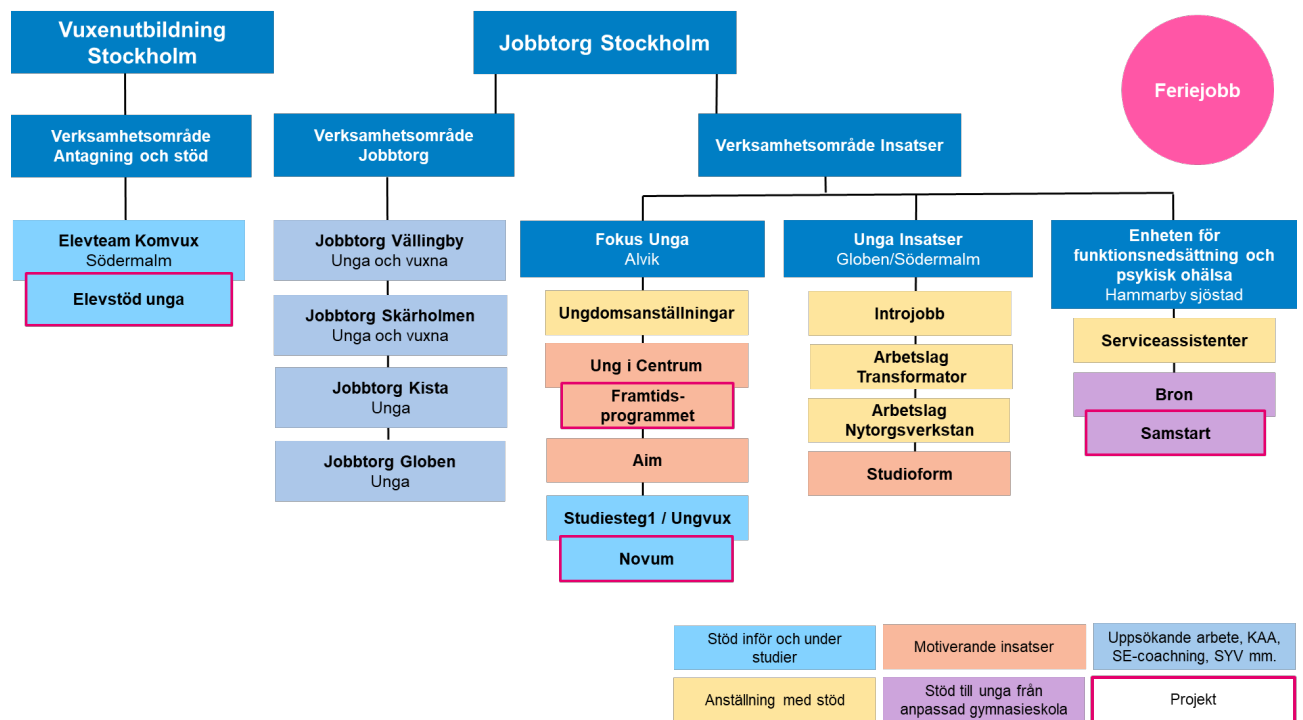 Vuxenutbildning
Stockholm
Jobbtorg Stockholm
Feriejobb
Verksamhetsområde
Antagning och stöd
Verksamhetsområde
Jobbtorg
Verksamhetsområde Insatser
Elevteam Komvux
Södermalm
Elevstöd unga
Jobbtorg Vällingby
Unga och vuxna
Jobbtorg Skärholmen
Unga och vuxna
Jobbtorg Kista
Unga
Jobbtorg Globen
Unga
Fokus Unga
Alvik
Ungdomsanställningar
Ung i Centrum
Framtids-
programmet
Aim
Studiesteg1 / Ungvux
Novum
Unga Insatser
Globen/Södermalm
Introjobb
Arbetslag
Transformator
Arbetslag
Nytorgsverkstan
Studioform
Enheten för
funktionsnedsättning och
psykisk ohälsa
Hammarby sjöstad
Serviceassistenter
Bron
Samstart
Stöd inför och under
studier
Motiverande insatser
Uppsökande arbete, KAA,
SE-coachning, SYV mm.
Anställning med stöd
Stöd till unga från
anpassad gymnasieskola
Projekt